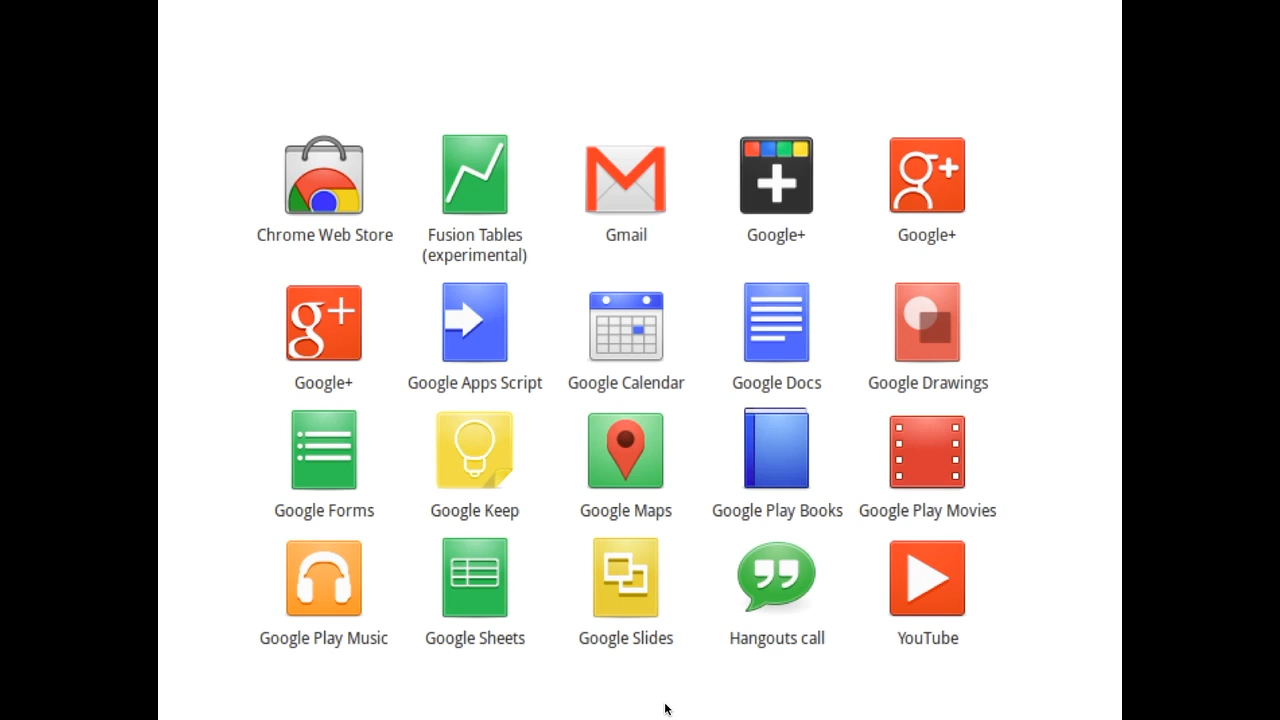 Chrome Web Store
Fusion Tables
(experimental)
Gmail
Google+
Google+
Google+
Google Apps Script
Google Calendar
Google Docs
Google Drawings
Google Forms
Google Keep
Google Maps
Google Play Books
Google Play Movies
Google Play Music
Google Sheets
Google Slides
Hangouts call
YouTube